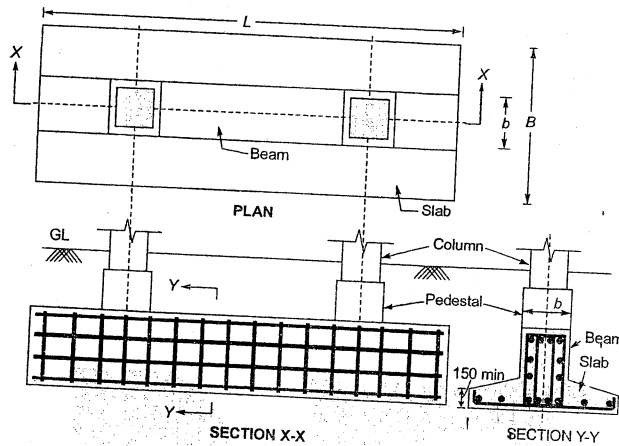 L
X
X
b
B
Beam
Slab
PLAN
GL
Column
Y
Pedestal
b
Beam
Slab
150 min
Y
SECTION X-X
SECTION Y-Y